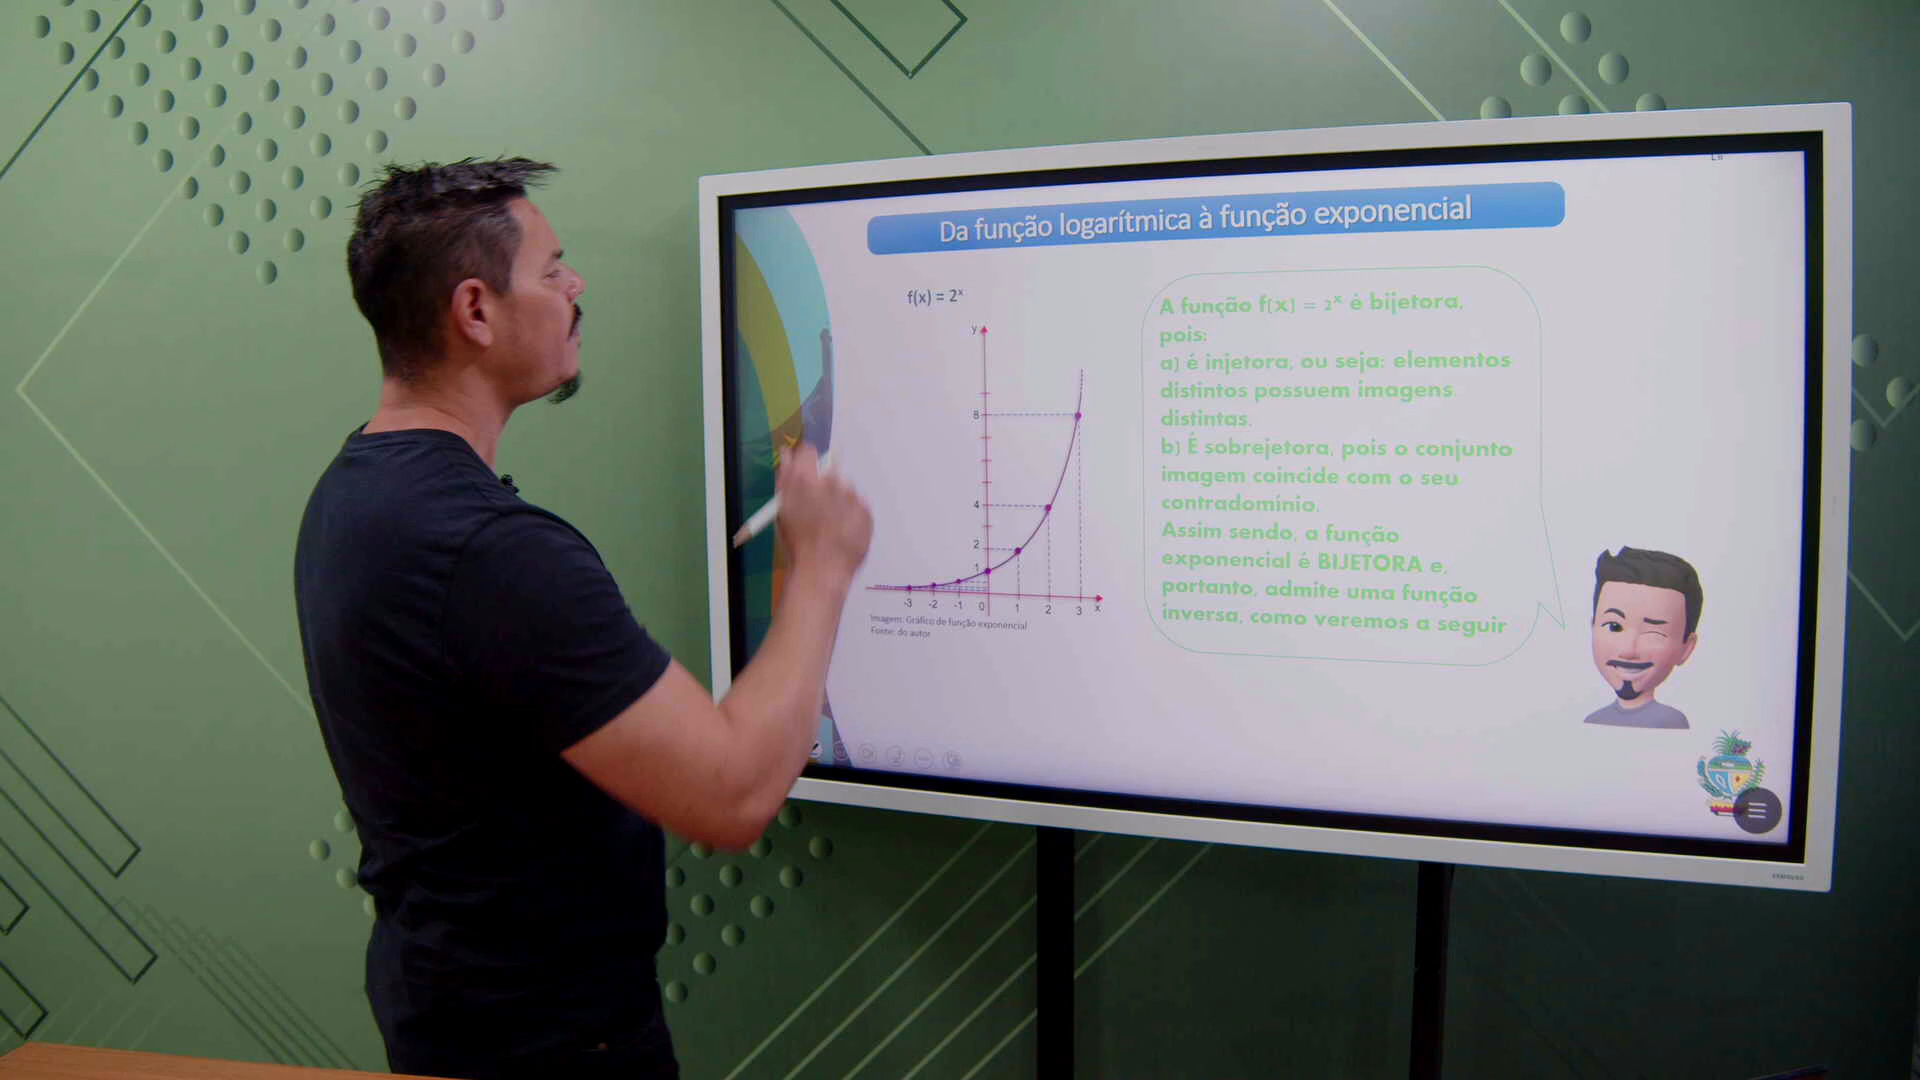 Da função logarítmica à função exponencial
f(x) = 2ˣ
y
8
4
2
1
-3 -2 -1 0 1 2 3 x
Imagem: Gráfico de função exponencial
Fonte: do autor
A função f(x) = 2ˣ é bijetora,
pois:
a) é injetora, ou seja: elementos
distintos possuem imagens
distintas.
b) É sobrejetora, pois o conjunto
imagem coincide com o seu
contradomínio.
Assim sendo, a função
exponencial é BIJETORA e,
portanto, admite uma função
inversa, como veremos a seguir
SAMSUNG